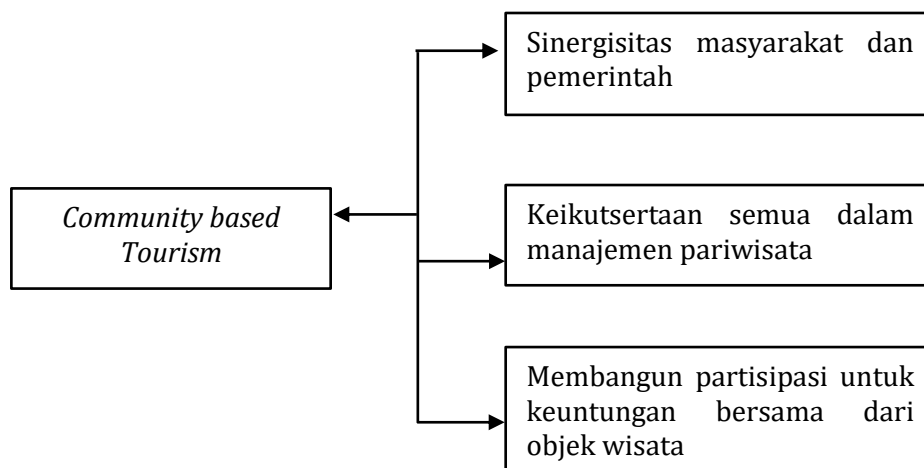 Sinergisitas masyarakat dan
pemerintah
Community based
Tourism
Keikutsertaan semua dalam
manajemen pariwisata
Membangun partisipasi untuk
keuntungan bersama dari
objek wisata